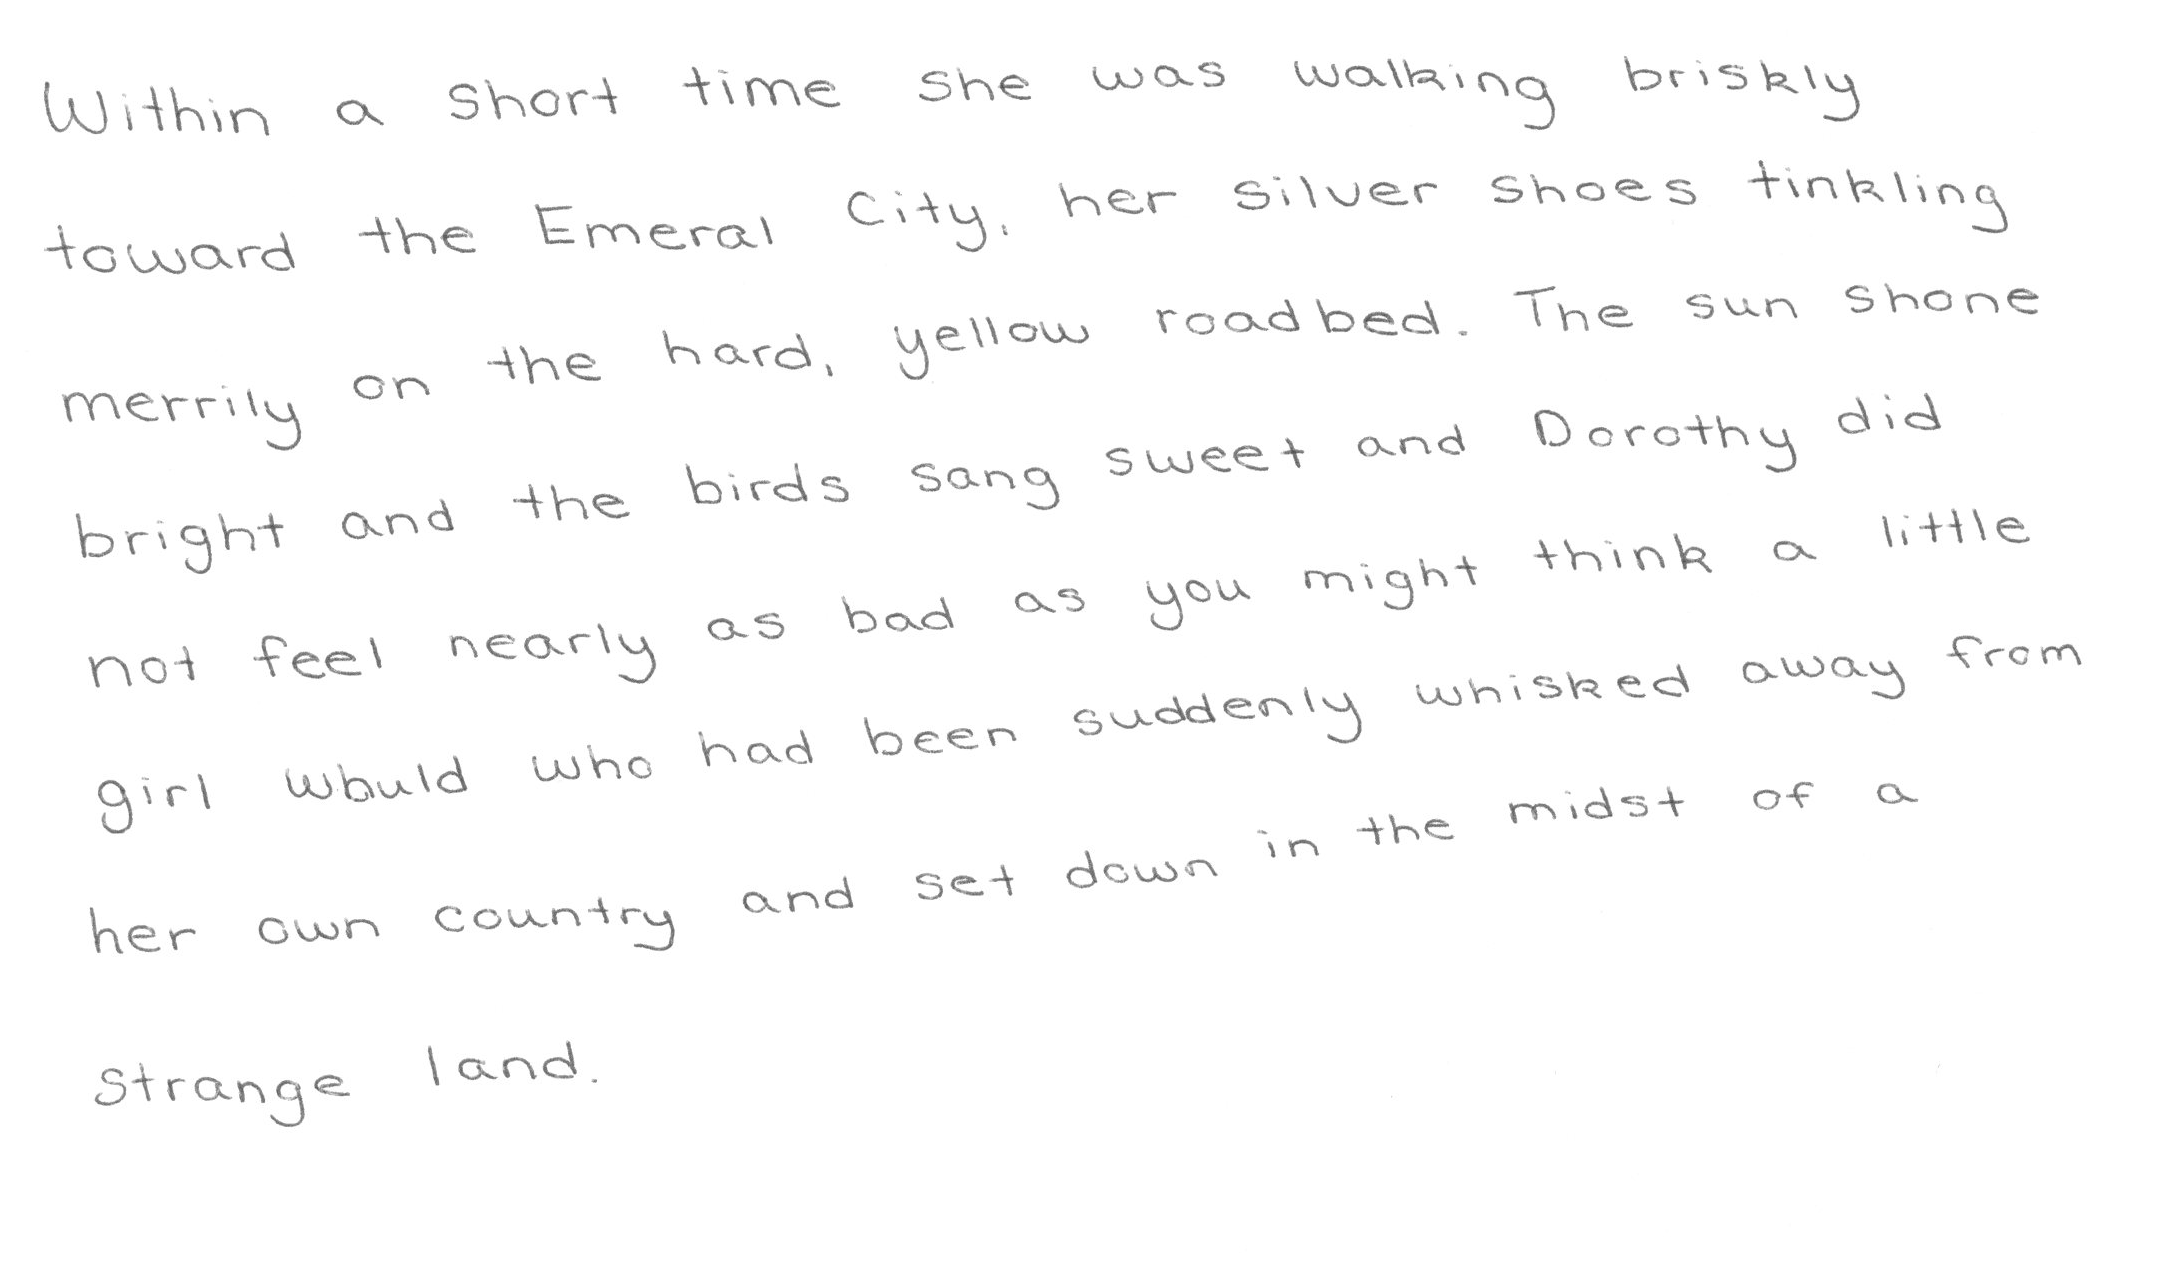 Within a short time she was walking briskly
toward the Emeral City, her silver shoes tinkling
merrily on the hard, yellow roadbed. The sun shone
bright and the birds sang sweet and Dorothy did
not feel nearly as bad as you might think a little
girl would who had been suddenly whisked away from
her own country and set down in the midst of a
strange land.